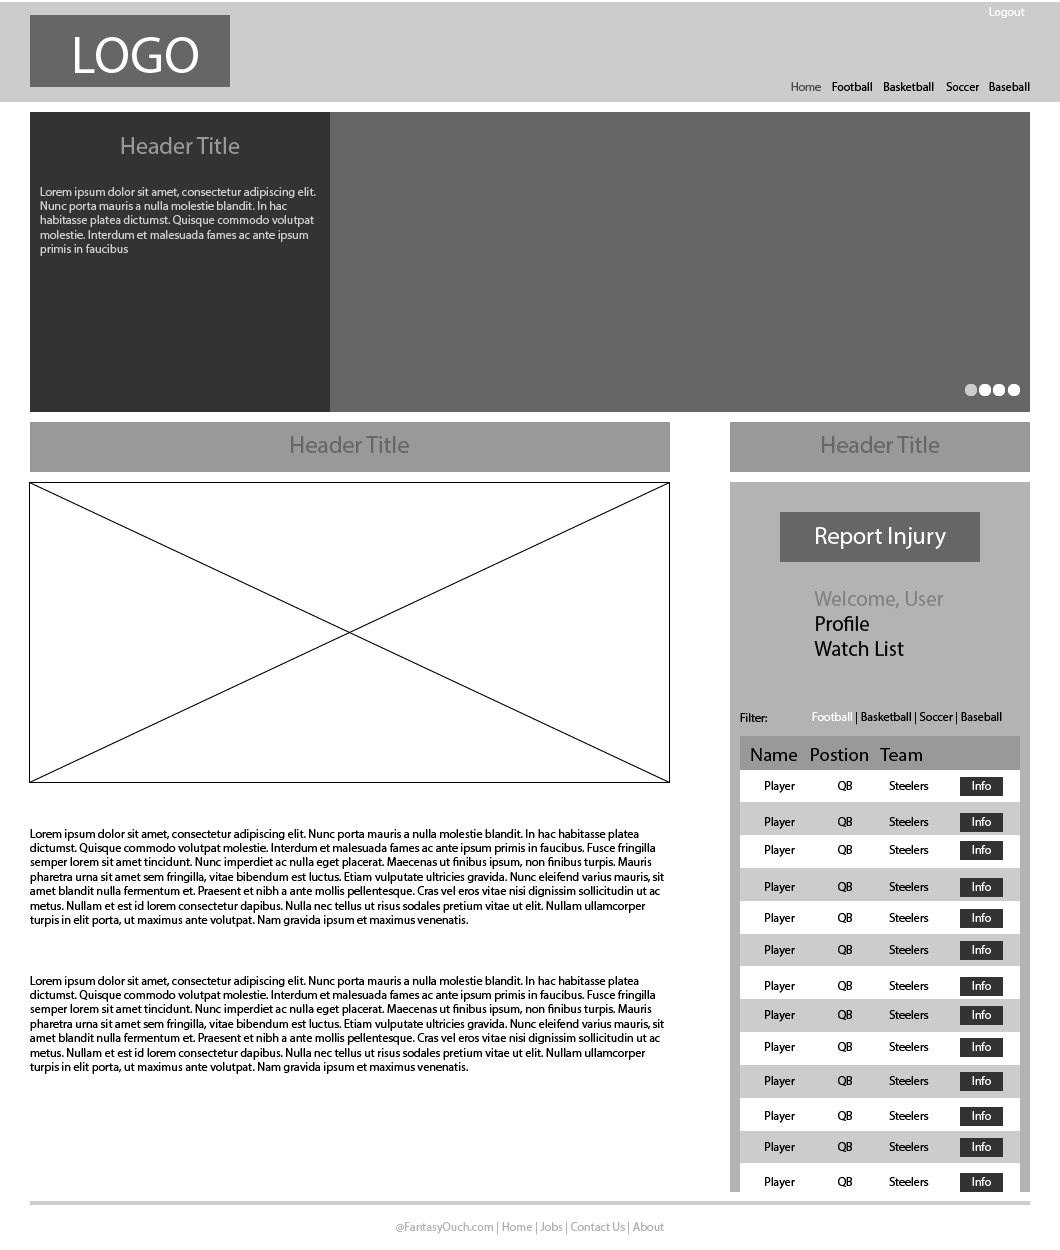 Logout
LOGO
Home Football Basketball Soccer Baseball
Header Title
Lorem ipsum dolor sit amet, consectetur adipiscing elit.
Nunc porta mauris a nulla molestie blandit. In hac
habitasse platea dictumst. Quisque commodo volutpat
molestie. Interdum et malesuada fames ac ante ipsum
primis in faucibus
Header Title
Lorem ipsum dolor sit amet, consectetur adipiscing elit. Nunc porta mauris a nulla molestie blandit. In hac habitasse platea
dictumst. Quisque commodo volutpat molestie. Interdum et malesuada fames ac ante ipsum primis in faucibus. Fusce fringilla
semper lorem sit amet tincidunt. Nunc imperdiet ac nulla eget placerat. Maecenas ut finibus ipsum, non finibus turpis. Mauris
pharetra urna sit amet sem fringilla, vitae bibendum est luctus. Etiam vulputate ultricies gravida. Nunc eleifend varius mauris, sit
amet blandit nulla fermentum et. Praesent et nibh a ante mollis pellentesque. Cras vel eros vitae nisi dignissim sollicitudin ut ac
metus. Nullam et est id lorem consectetur dapibus. Nulla nec tellus ut risus sodales pretium vitae ut elit. Nullam ullamcorper
turpis in elit porta, ut maximus ante volutpat. Nam gravida ipsum et maximus venenatis.
Lorem ipsum dolor sit amet, consectetur adipiscing elit. Nunc porta mauris a nulla molestie blandit. In hac habitasse platea
dictumst. Quisque commodo volutpat molestie. Interdum et malesuada fames ac ante ipsum primis in faucibus. Fusce fringilla
semper lorem sit amet tincidunt. Nunc imperdiet ac nulla eget placerat. Maecenas ut finibus ipsum, non finibus turpis. Mauris
pharetra urna sit amet sem fringilla, vitae bibendum est luctus. Etiam vulputate ultricies gravida. Nunc eleifend varius mauris, sit
amet blandit nulla fermentum et. Praesent et nibh a ante mollis pellentesque. Cras vel eros vitae nisi dignissim sollicitudin ut ac
metus. Nullam et est id lorem consectetur dapibus. Nulla nec tellus ut risus sodales pretium vitae ut elit. Nullam ullamcorper
turpis in elit porta, ut maximus ante volutpat. Nam gravida ipsum et maximus venenatis.
Header Title
Report Injury
Welcome, User
Profile
Watch List
Filter: Football | Basketball | Soccer | Baseball
Name Postion Team
Player QB Steelers Info
Player QB Steelers Info
Player QB Steelers Info
Player QB Steelers Info
Player QB Steelers Info
Player QB Steelers Info
Player QB Steelers Info
Player QB Steelers Info
Player QB Steelers Info
Player QB Steelers Info
Player QB Steelers Info
Player QB Steelers Info
Player QB Steelers Info
@FantasyOuch.com | Home | Jobs | Contact Us | About